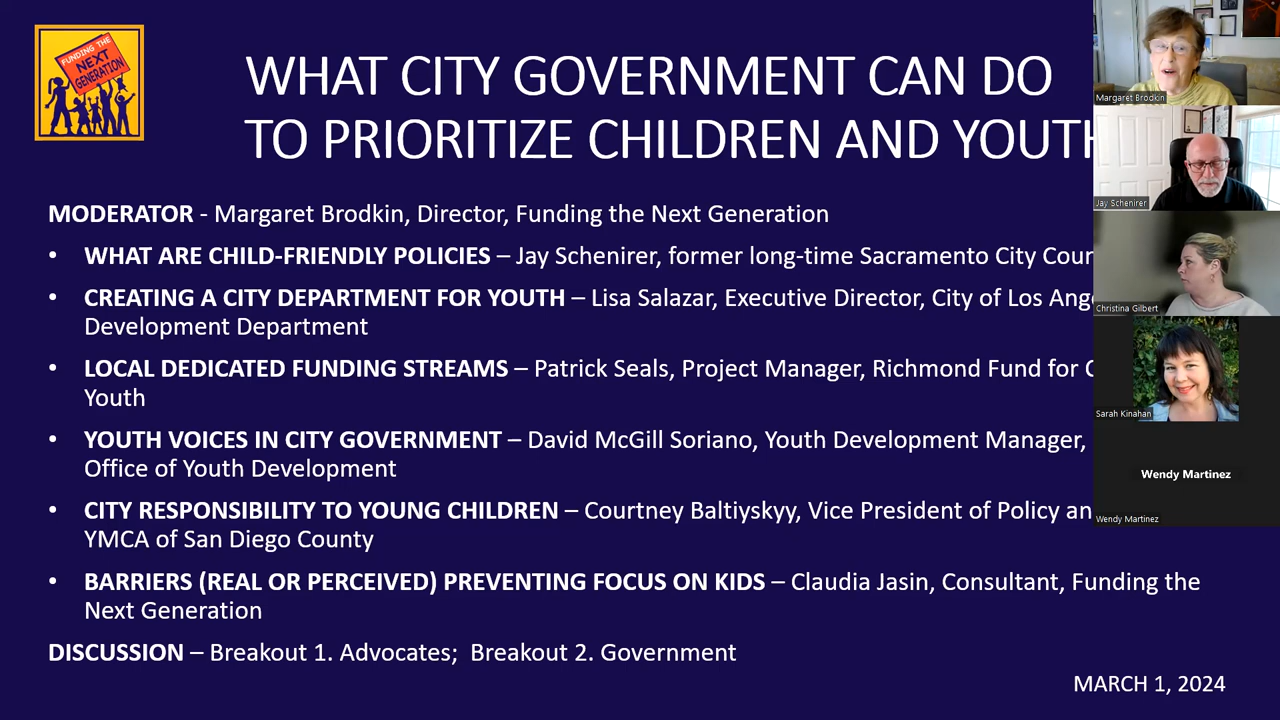 FUNDING THE
NEXT
GENERATION
WHAT CITY GOVERNMENT CAN DO
TO PRIORITIZE CHILDREN AND YOUTH
MODERATOR - Margaret Brodkin, Director, Funding the Next Generation
• WHAT ARE CHILD-FRIENDLY POLICIES – Jay Schenirer, former long-time Sacramento City Coun
• CREATING A CITY DEPARTMENT FOR YOUTH – Lisa Salazar, Executive Director, City of Los Ang
Development Department
• LOCAL DEDICATED FUNDING STREAMS – Patrick Seals, Project Manager, Richmond Fund for C
Youth
• YOUTH VOICES IN CITY GOVERNMENT – David McGill Soriano, Youth Development Manager,
Office of Youth Development
• CITY RESPONSIBILITY TO YOUNG CHILDREN – Courtney Baltiyskyy, Vice President of Policy an
YMCA of San Diego County
• BARRIERS (REAL OR PERCEIVED) PREVENTING FOCUS ON KIDS – Claudia Jasin, Consultant, Funding the
Next Generation
DISCUSSION – Breakout 1. Advocates;  Breakout 2. Government
MARCH 1, 2024
Margaret Brodkin
Jay Schenirer
Christina Gilbert
Sarah Kinahan
Wendy Martinez
Wendy Martinez